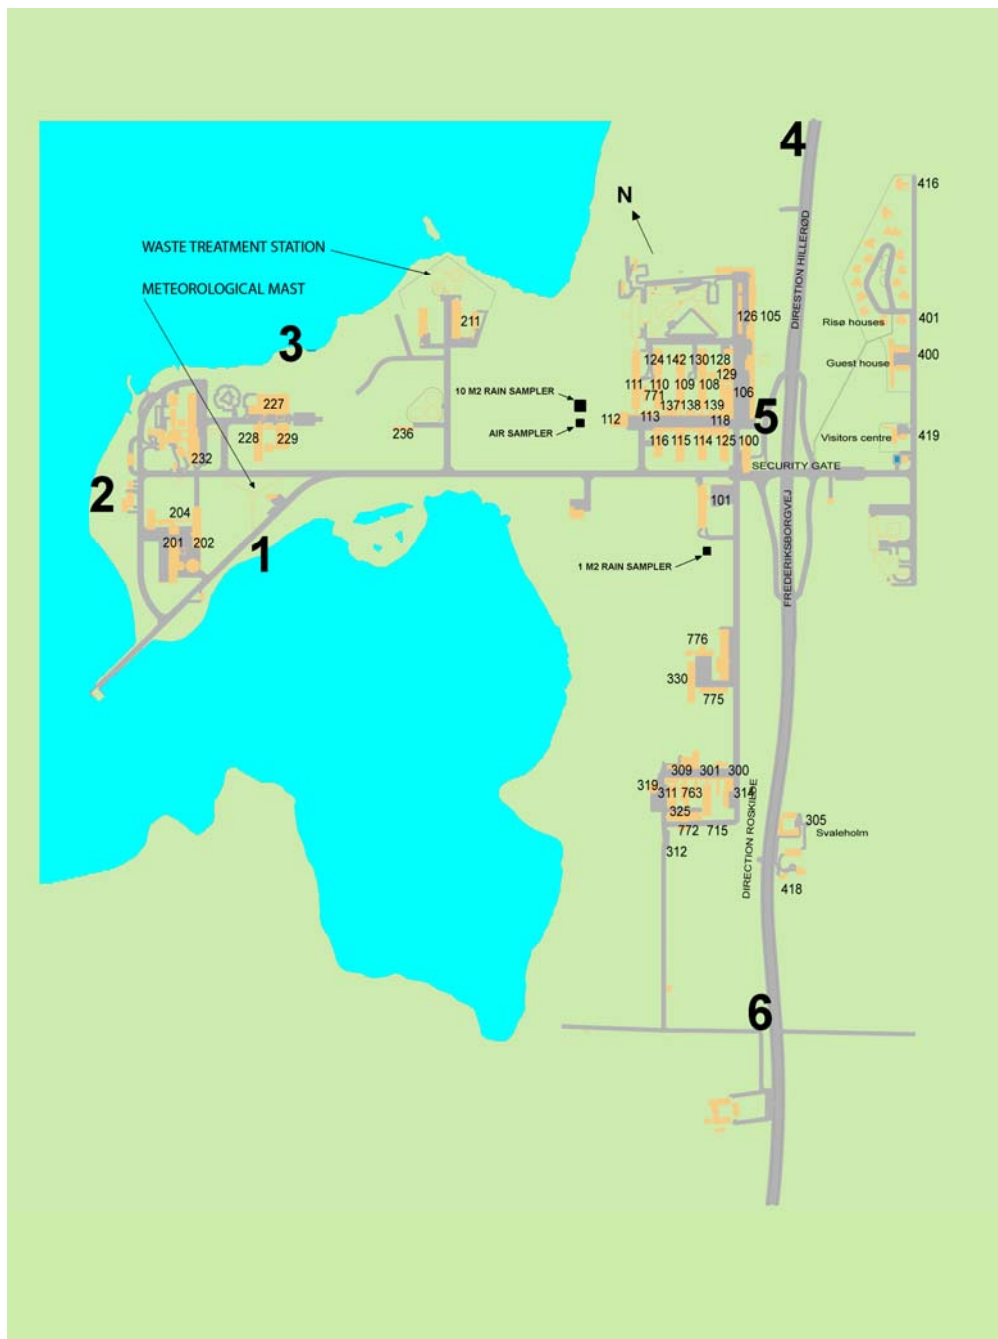 4
416
N
DIRESTION HILLERØD
WASTE TREATMENT STATION
METEOROLOGICAL MAST
211
126 105
401
Risø houses
3
124 142 130 128
400
Guest house
129
111 110 109 108
10 M2 RAIN SAMPLER
771
106
227
137 138 139
5
112
113
118
AIR SAMPLER
236
228 229
116 115 114 125 100
Visitors centre
419
232
SECURITY GATE
2
101
204
201 202
1
1 M2 RAIN SAMPLER
FREDERIKSBORGVEJ
776
330
775
309 301 300
319
311 763
314
325
772 715
305
Svaleholm
312
DIRECTION ROSKILDE
418
6